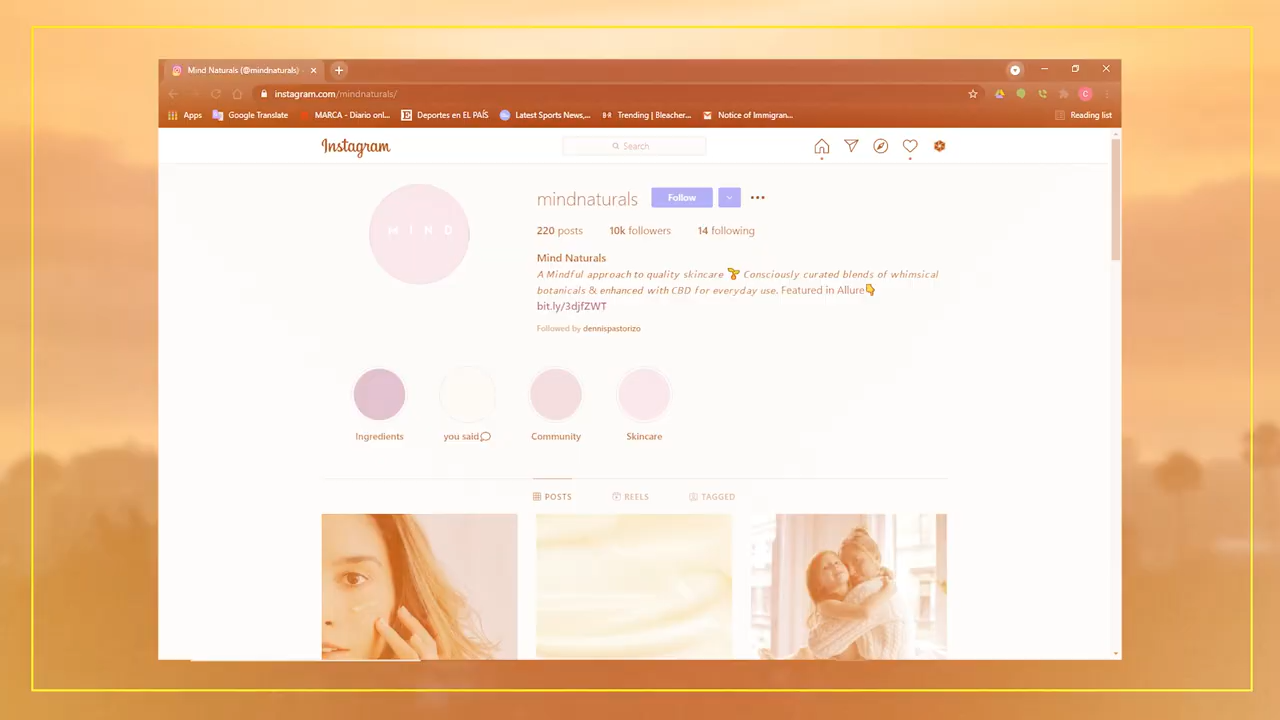 Mind Naturals (@mindnaturals)
instagram.com/mindnaturals/
Apps Google Translate MARCA - Diario onl... Deportes en EL PAÍS Latest Sports News,... B-R Trending | Bleacher... Notice of Immigran... Reading list
Instagram Search
mindnaturals Follow
220 posts 10k followers 14 following
MIND
Mind Naturals
A Mindful approach to quality skincare Consciously curated blends of whimsical
botanicals & enhanced with CBD for everyday use. Featured in Allure
bit.ly/3djfZWT
Followed by dennispastorizo
Ingredients you said Community Skincare
POSTS REELS TAGGED